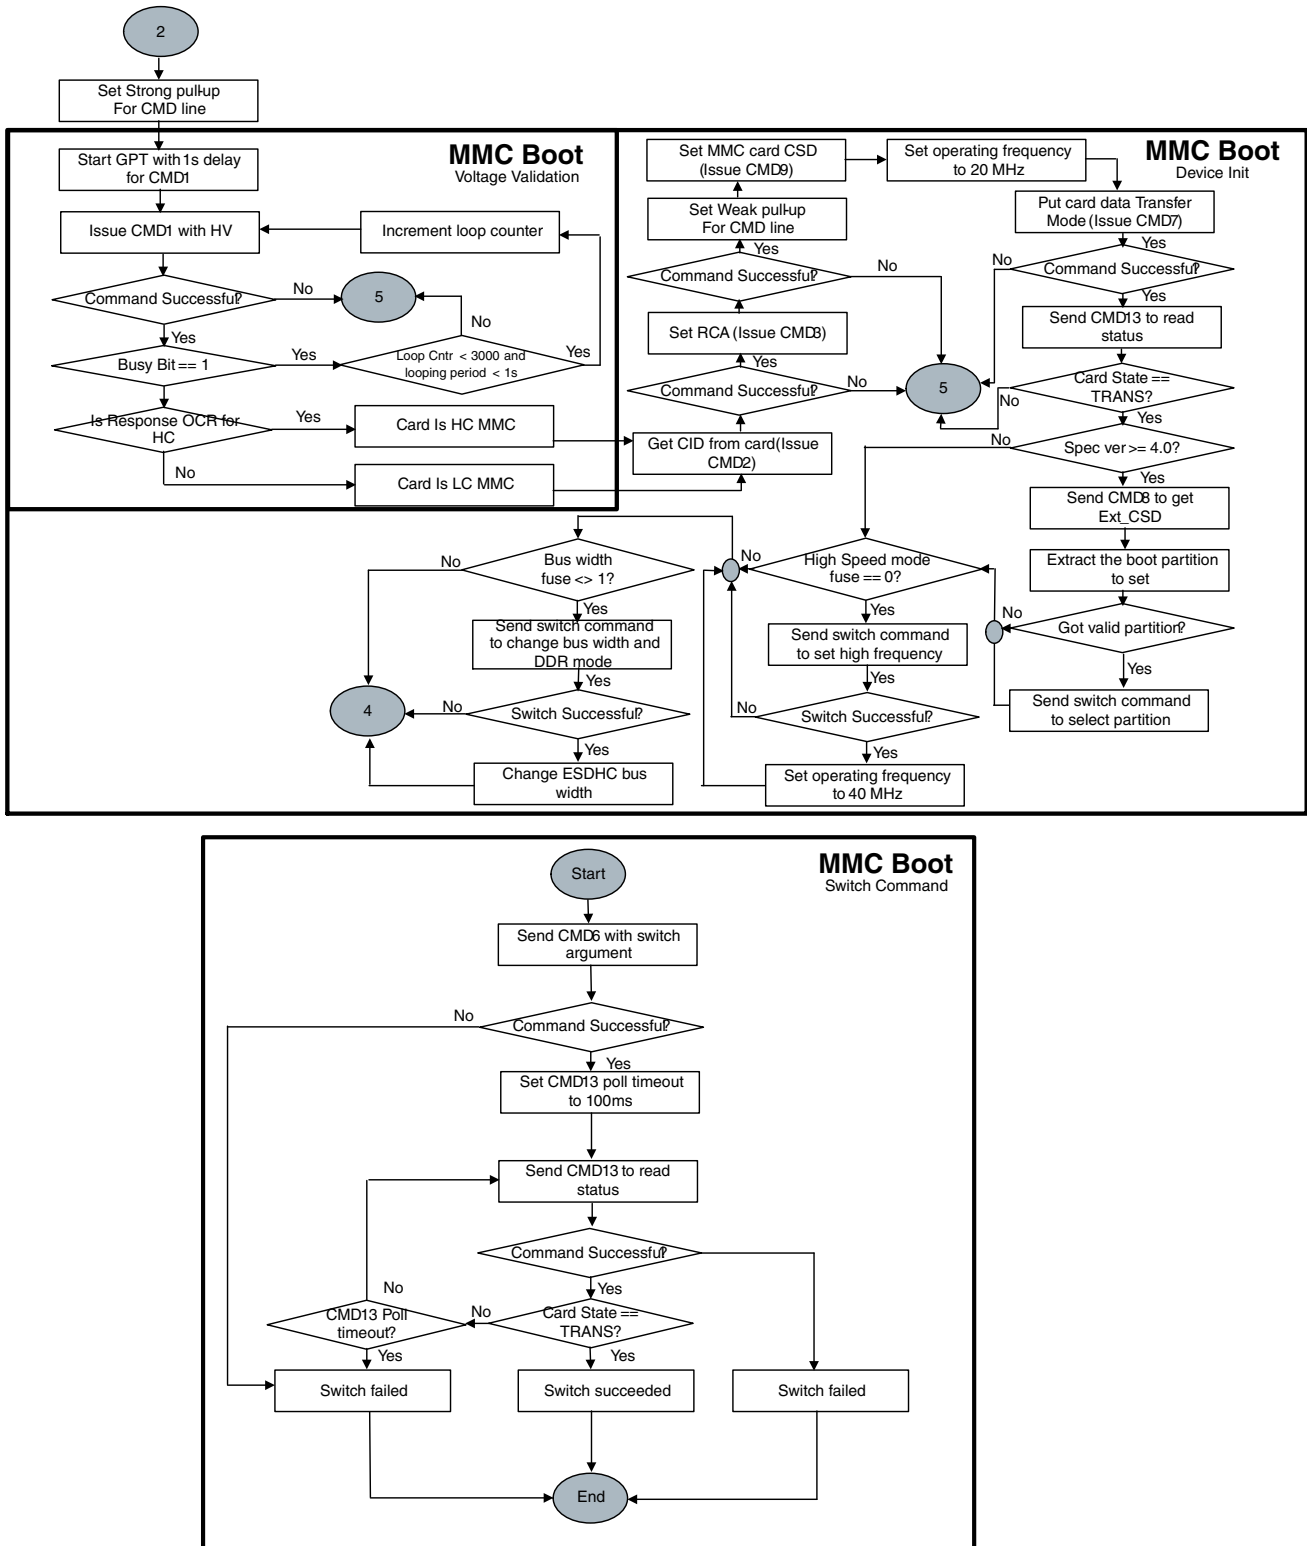 2
Set Strong pull-up
For CMD line
MMC Boot
Voltage Validation
Start GPT with 1s delay
for CMD1
Issue CMD1 with HV
Increment loop counter
Command Successful?
No
5
Yes
No
Busy Bit == 1
Yes
Loop Cntr < 3000 and
looping period < 1s
Yes
Is Response OCR for
HC
Yes
Card Is HC MMC
No
Card Is LC MMC
MMC Boot
Device Init
Set MMC card CSD
(Issue CMD9)
Set operating frequency
to 20 MHz
Set Weak pull-up
For CMD line
Put card data Transfer
Mode (Issue CMD7)
Yes
Yes
Command Successful?
No
No
Command Successful?
Yes
Set RCA (Issue CMD3)
Send CMD13 to read
status
Yes
Command Successful?
No
5
Card State ==
TRANS?
No
Yes
Get CID from card(Issue
CMD2)
No
Spec ver >= 4.0?
Yes
Send CMD8 to get
Ext_CSD
No
Bus width
fuse <> 1?
No
High Speed mode
fuse == 0?
Extract the boot partition
to set
Yes
Yes
No
Send switch command
to change bus width and
DDR mode
Send switch command
to set high frequency
Got valid partition?
Yes
Yes
Yes
4
No
Switch Successful?
No
Switch Successful?
Send switch command
to select partition
Yes
Yes
Change ESDHC bus
width
Set operating frequency
to 40 MHz
MMC Boot
Switch Command
Start
Send CMD6 with switch
argument
No
Command Successful?
Yes
Set CMD13 poll timeout
to 100ms
Send CMD13 to read
status
Command Successful?
No
Yes
CMD13 Poll
timeout?
No
Card State ==
TRANS?
Yes
Yes
Switch failed
Switch succeeded
Switch failed
End